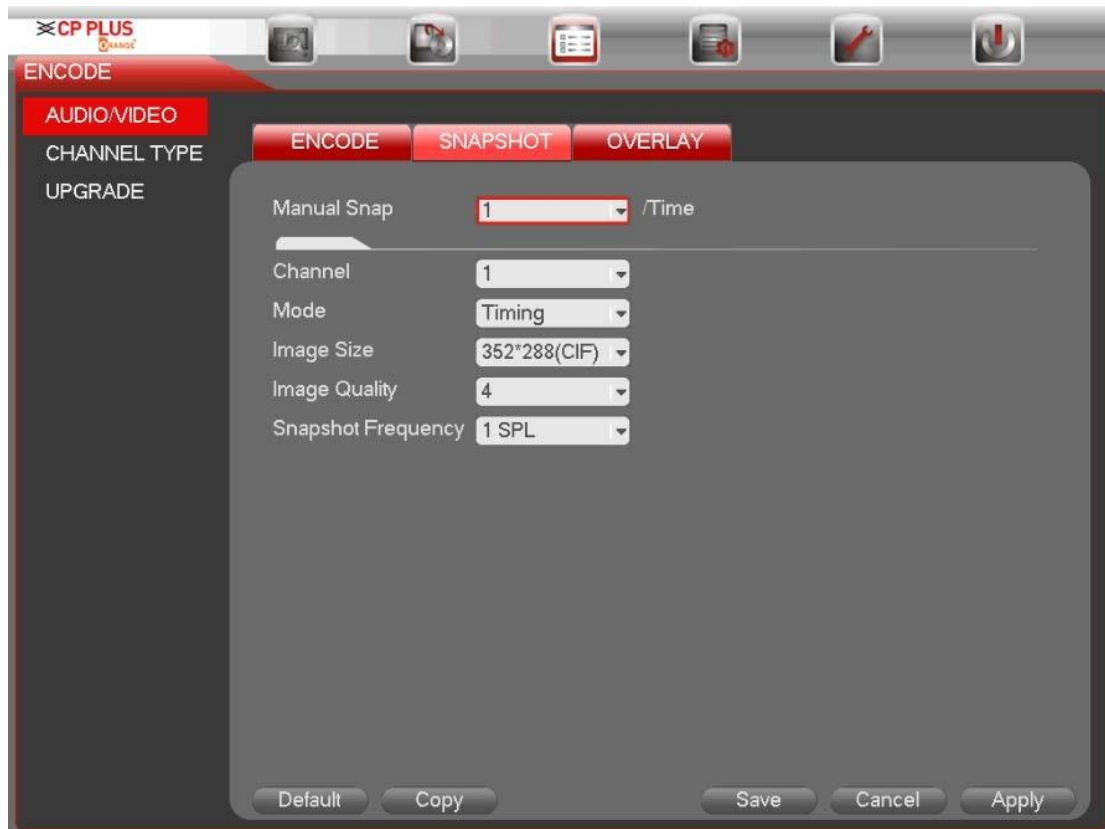 CP PLUS
ORANGE
ENCODE
AUDIO/VIDEO
CHANNEL TYPE
UPGRADE
ENCODE SNAPSHOT OVERLAY
Manual Snap 1 /Time
Channel 1
Mode Timing
Image Size 352*288(CIF)
Image Quality 4
Snapshot Frequency 1 SPL
Default Copy Save Cancel Apply